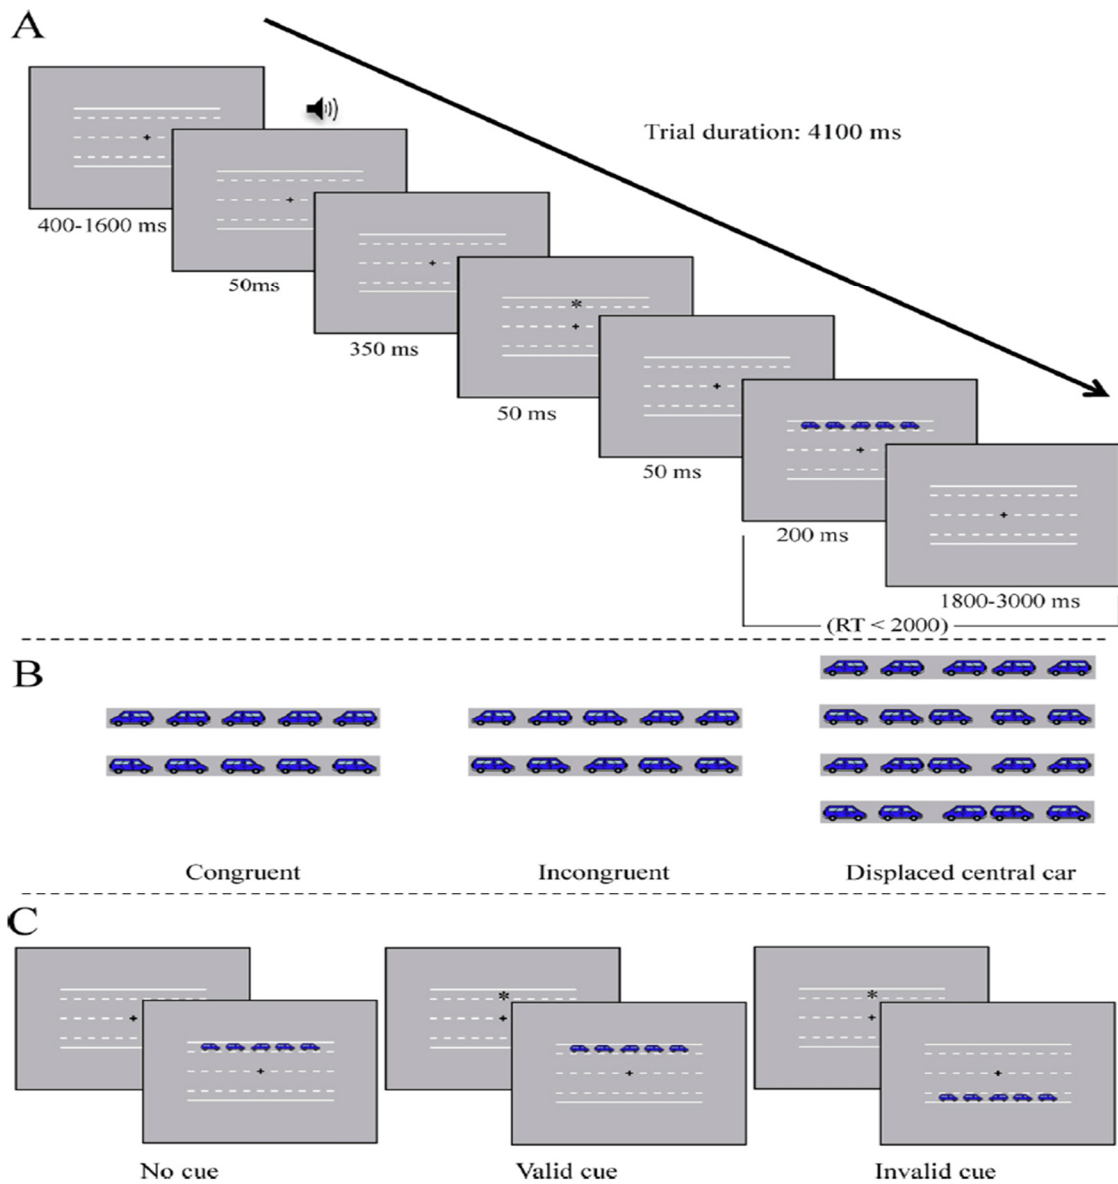 A
Trial duration: 4100 ms
400-1600 ms
50ms
350 ms
*
50 ms
50 ms
200 ms
1800-3000 ms
(RT < 2000)
B
Congruent
Incongruent
Displaced central car
C
*
*
No cue
Valid cue
Invalid cue